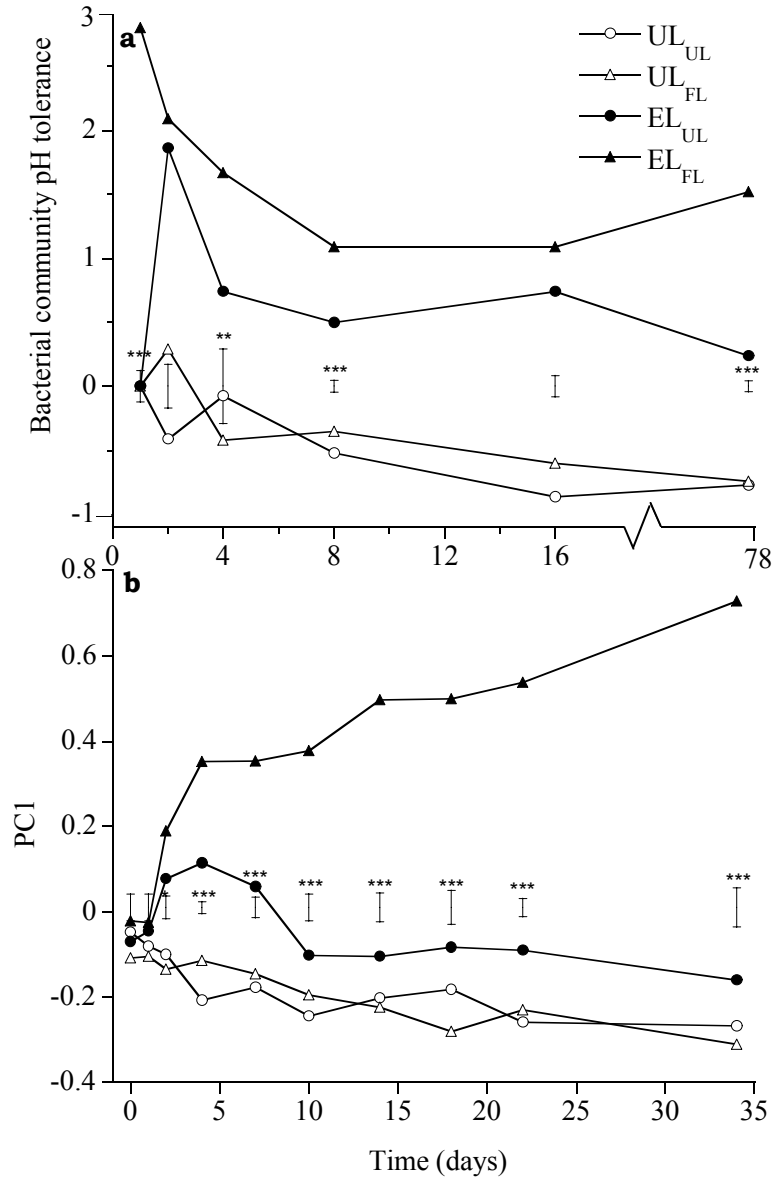 3
a
UL_UL
UL_FL
EL_UL
EL_FL
2
1
0
-1
Bacterial community pH tolerance
***
**
***
***
0 4 8 12 16 78
0.8
b
0.6
0.4
0.2
0
-0.2
-0.4
PC1
* *** *** *** *** *** *** ***
0 5 10 15 20 25 30 35
Time (days)